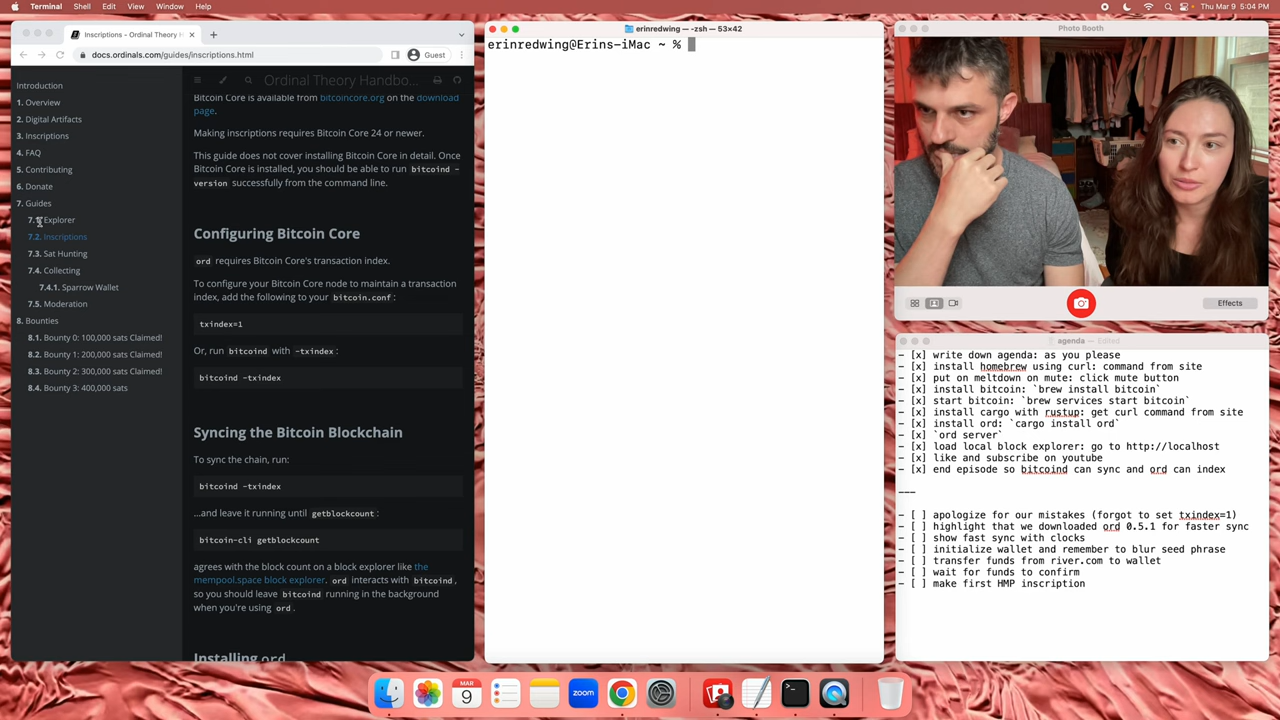 Terminal Shell Edit View Window Help
Thu Mar 9 5:04 PM
Inscriptions - Ordinal Theory H
docs.ordinals.com/guides/inscriptions.html
Guest
Introduction
1. Overview
2. Digital Artifacts
3. Inscriptions
4. FAQ
5. Contributing
6. Donate
7. Guides
Explorer
7.2. Inscriptions
7.3. Sat Hunting
7.4. Collecting
7.4.1. Sparrow Wallet
7.5. Moderation
8. Bounties
8.1. Bounty 0: 100,000 sats Claimed!
8.2. Bounty 1: 200,000 sats Claimed!
8.3. Bounty 2: 300,000 sats Claimed!
8.4. Bounty 3: 400,000 sats
Ordinal Theory Handbo...
Bitcoin Core is available from bitcoincore.org on the download
page.
Making inscriptions requires Bitcoin Core 24 or newer.
This guide does not cover installing Bitcoin Core in detail. Once
Bitcoin Core is installed, you should be able to run bitcoind -
version successfully from the command line.
Configuring Bitcoin Core
ord requires Bitcoin Core's transaction index.
To configure your Bitcoin Core node to maintain a transaction
index, add the following to your bitcoin.conf:
txindex=1
Or, run bitcoind with -txindex:
bitcoind -txindex
Syncing the Bitcoin Blockchain
To sync the chain, run:
bitcoind -txindex
...and leave it running until getblockcount:
bitcoin-cli getblockcount
agrees with the block count on a block explorer like the
mempool.space block explorer. ord interacts with bitcoind,
so you should leave bitcoind running in the background
when you're using ord.
Installing ord
erinredwing — -zsh — 53×42
erinredwing@Erins-iMac ~ %
Photo Booth
Effects
agenda — Edited
- [x] write down agenda: as you please
- [x] install homebrew using curl: command from site
- [x] put on meltdown on mute: click mute button
- [x] install bitcoin: `brew install bitcoin`
- [x] start bitcoin: `brew services start bitcoin`
- [x] install cargo with rustup: get curl command from site
- [x] install ord: `cargo install ord`
- [x] `ord server`
- [x] load local block explorer: go to http://localhost
- [x] like and subscribe on youtube
- [x] end episode so bitcoind can sync and ord can index
---
- [ ] apologize for our mistakes (forgot to set txindex=1)
- [ ] highlight that we downloaded ord 0.5.1 for faster sync
- [ ] show fast sync with clocks
- [ ] initialize wallet and remember to blur seed phrase
- [ ] transfer funds from river.com to wallet
- [ ] wait for funds to confirm
- [ ] make first HMP inscription
MAR
9
zoom